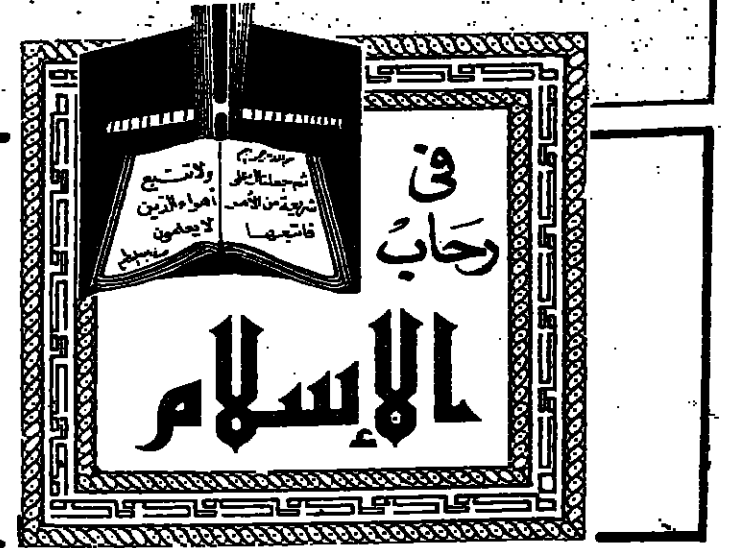 فى
رحابُ
الإسلام
ثم جعلناك على
شريعة من الأمر
فاتبعها
ولا تتبع
أهواء الذين
لا يعلمون